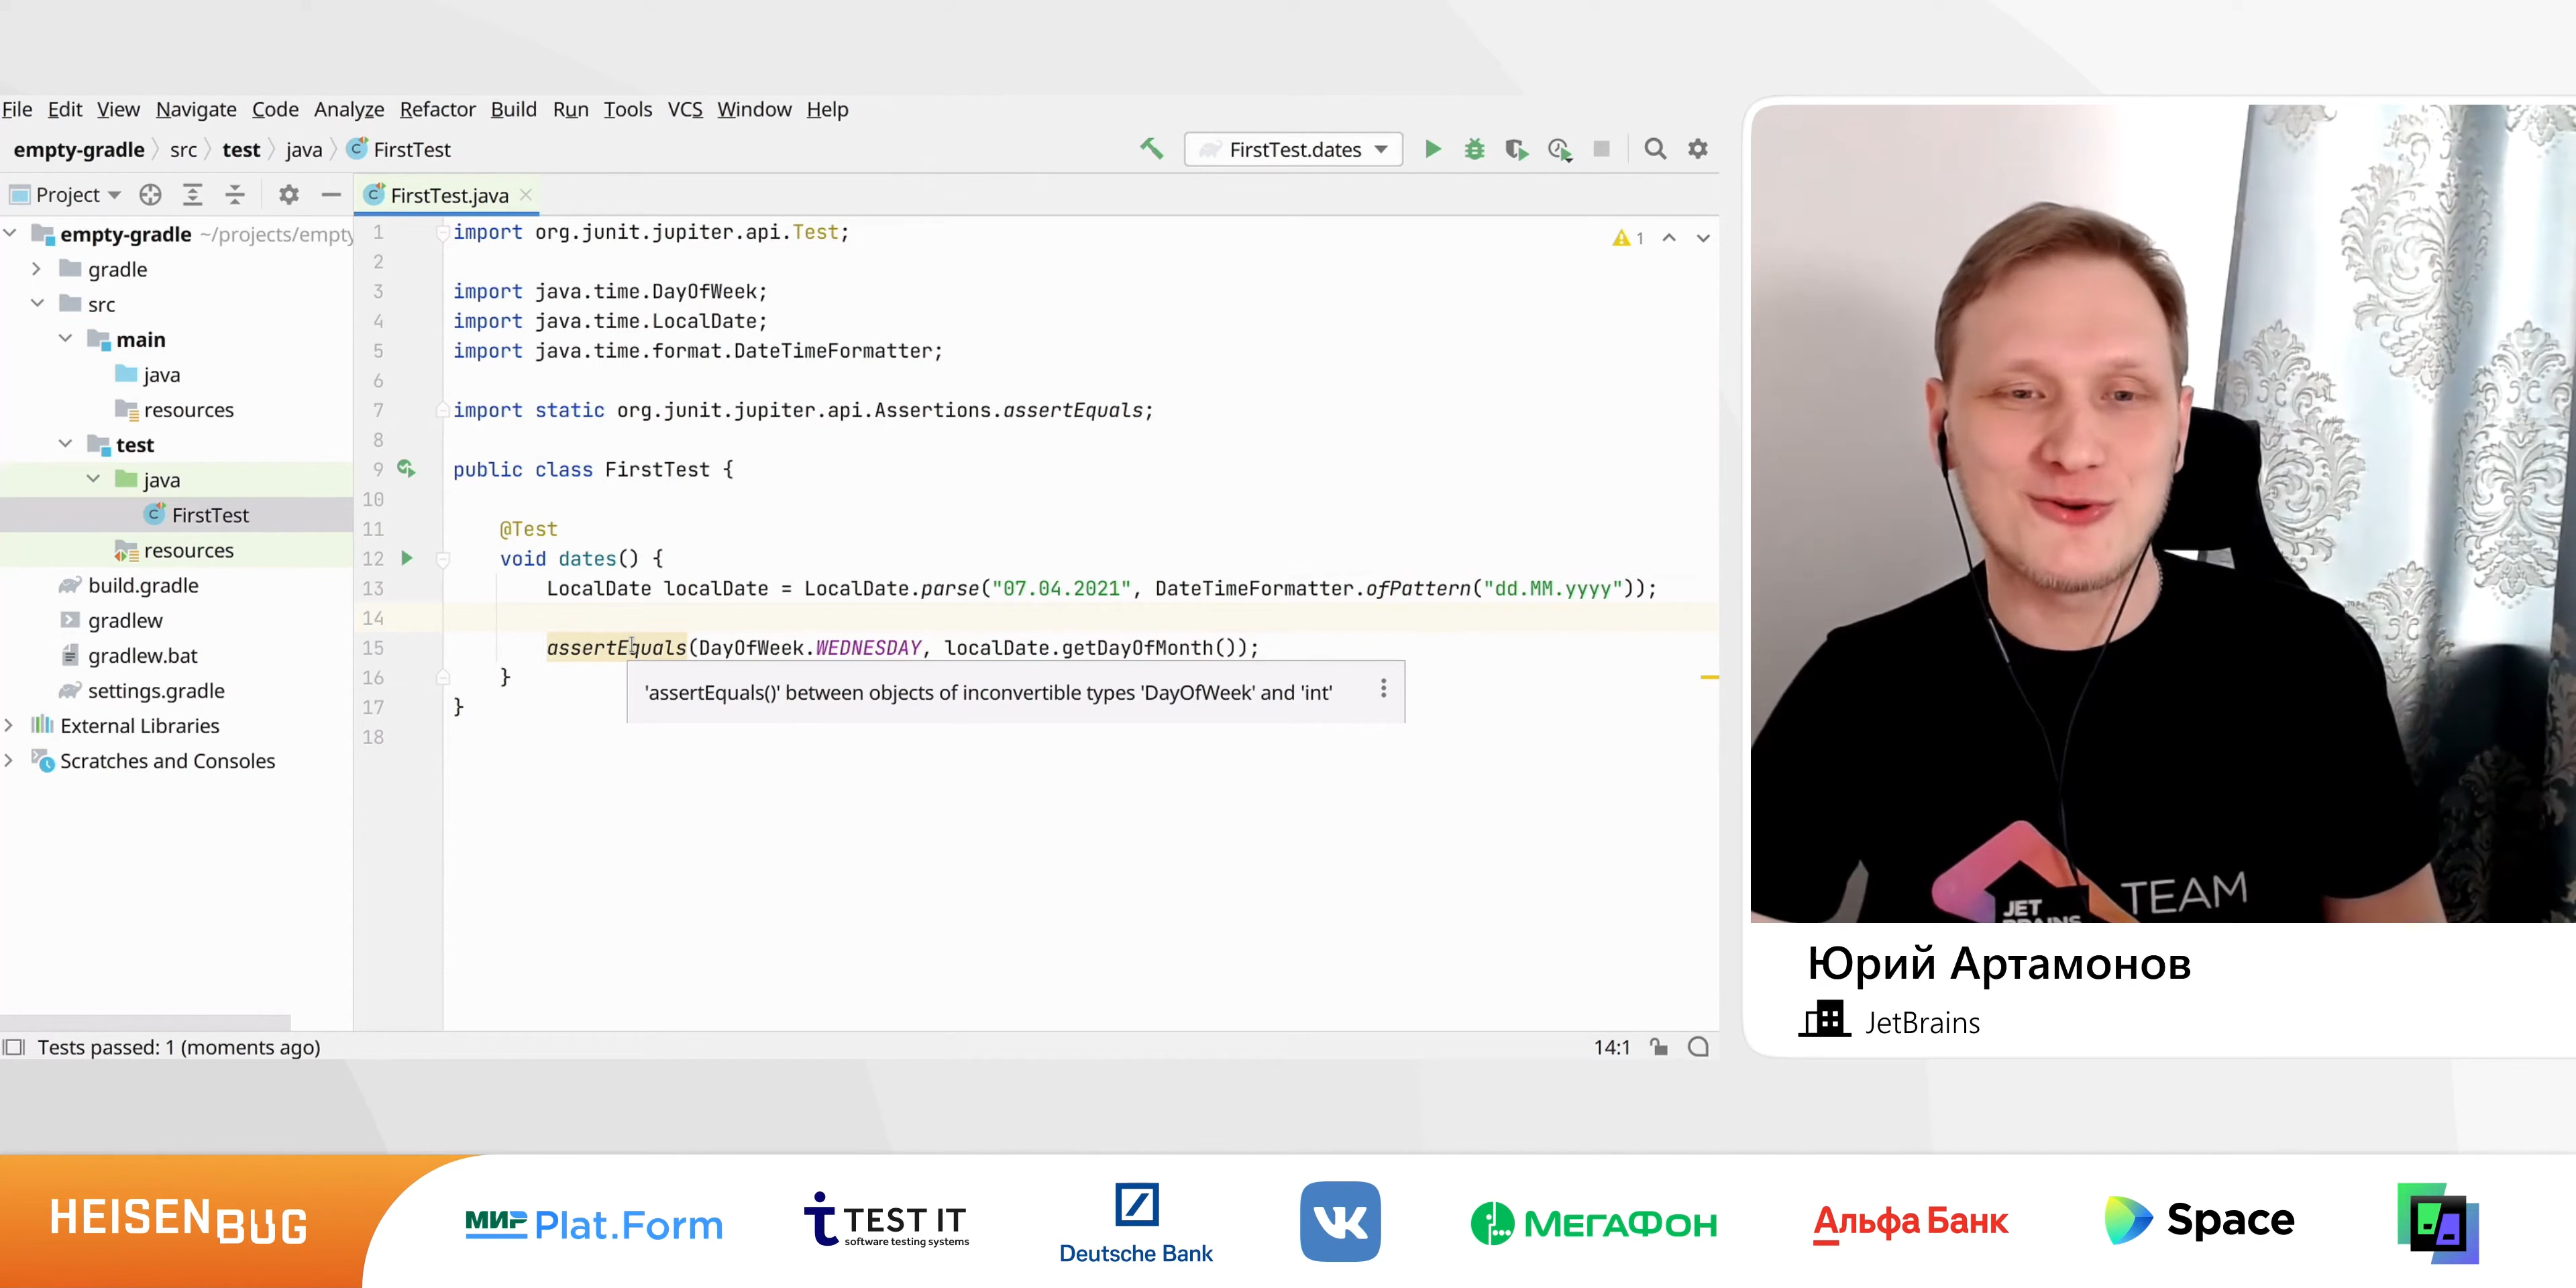 File Edit View Navigate Code Analyze Refactor Build Run Tools VCS Window Help
empty-gradle src test java FirstTest
FirstTest.dates
Project
FirstTest.java
empty-gradle ~/projects/empty
gradle
src
main
java
resources
test
java
FirstTest
resources
build.gradle
gradlew
gradlew.bat
settings.gradle
External Libraries
Scratches and Consoles
1 import org.junit.jupiter.api.Test;
2
3 import java.time.DayOfWeek;
4 import java.time.LocalDate;
5 import java.time.format.DateTimeFormatter;
6
7 import static org.junit.jupiter.api.Assertions.assertEquals;
8
9 public class FirstTest {
10
11 @Test
12 void dates() {
13 LocalDate localDate = LocalDate.parse("07.04.2021", DateTimeFormatter.ofPattern("dd.MM.yyyy"));
14
15 assertEquals(DayOfWeek.WEDNESDAY, localDate.getDayOfMonth());
16 }
17 }
18
1
'assertEquals()' between objects of inconvertible types 'DayOfWeek' and 'int'
Tests passed: 1 (moments ago)
14:1
JET
BRAINS
TEAM
Юрий Артамонов
JetBrains
HEISENBUG
МИР Plat.Form
TEST IT
software testing systems
Deutsche Bank
VK
МЕГАФОН
Альфа Банк
Space